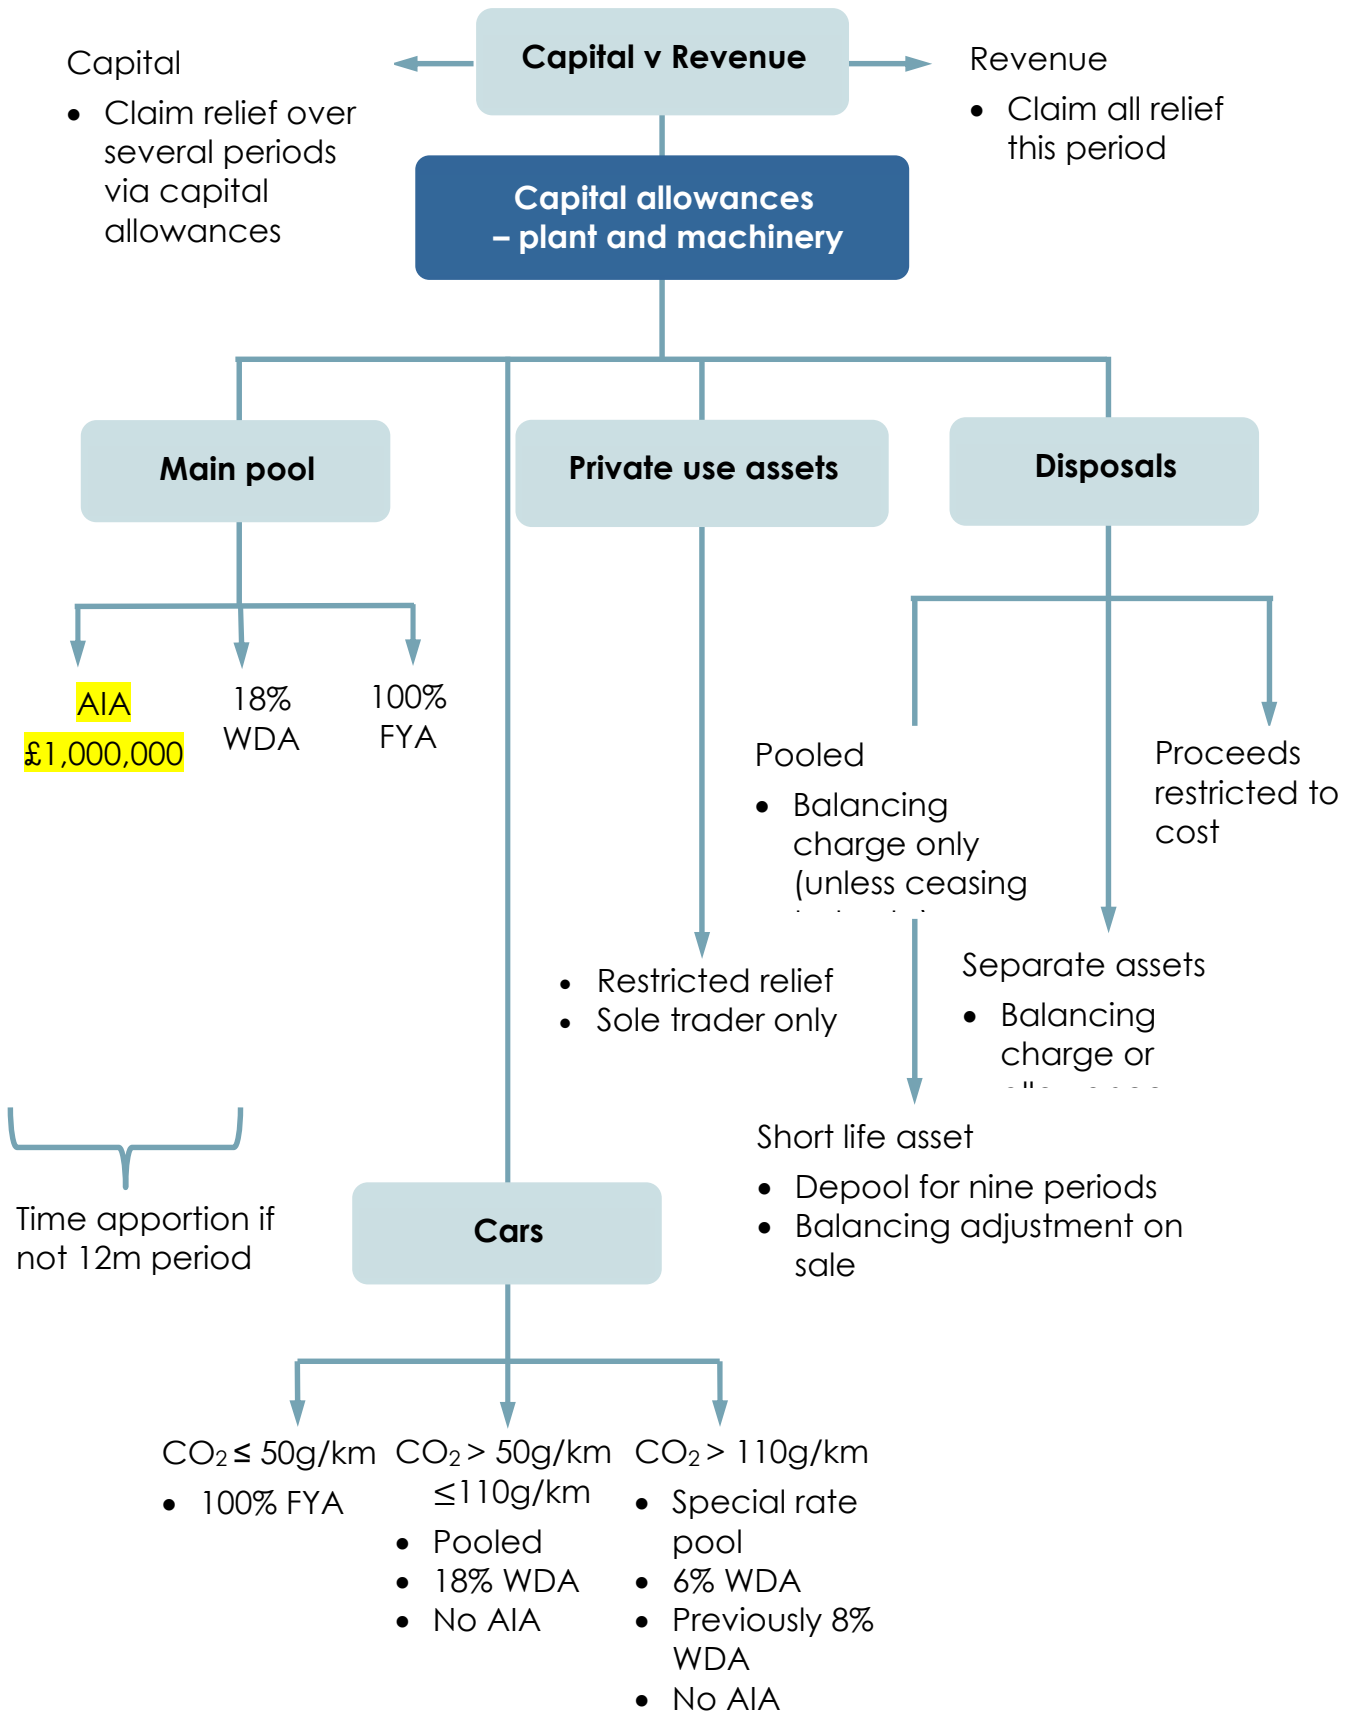 Capital v Revenue
Capital
• Claim relief over
several periods
via capital
allowances
Revenue
• Claim all relief
this period
Capital allowances
– plant and machinery
Main pool
Private use assets
Disposals
AIA
£1,000,000
18%
WDA
100%
FYA
Pooled
• Balancing
charge only
(unless ceasing
Proceeds
restricted to
cost
• Restricted relief
• Sole trader only
Separate assets
• Balancing
charge or
Short life asset
• Depool for nine periods
• Balancing adjustment on
sale
Time apportion if
not 12m period
Cars
CO₂ ≤ 50g/km
• 100% FYA
CO₂ > 50g/km
≤110g/km
• Pooled
• 18% WDA
• No AIA
CO₂ > 110g/km
• Special rate
pool
• 6% WDA
• Previously 8%
WDA
• No AIA